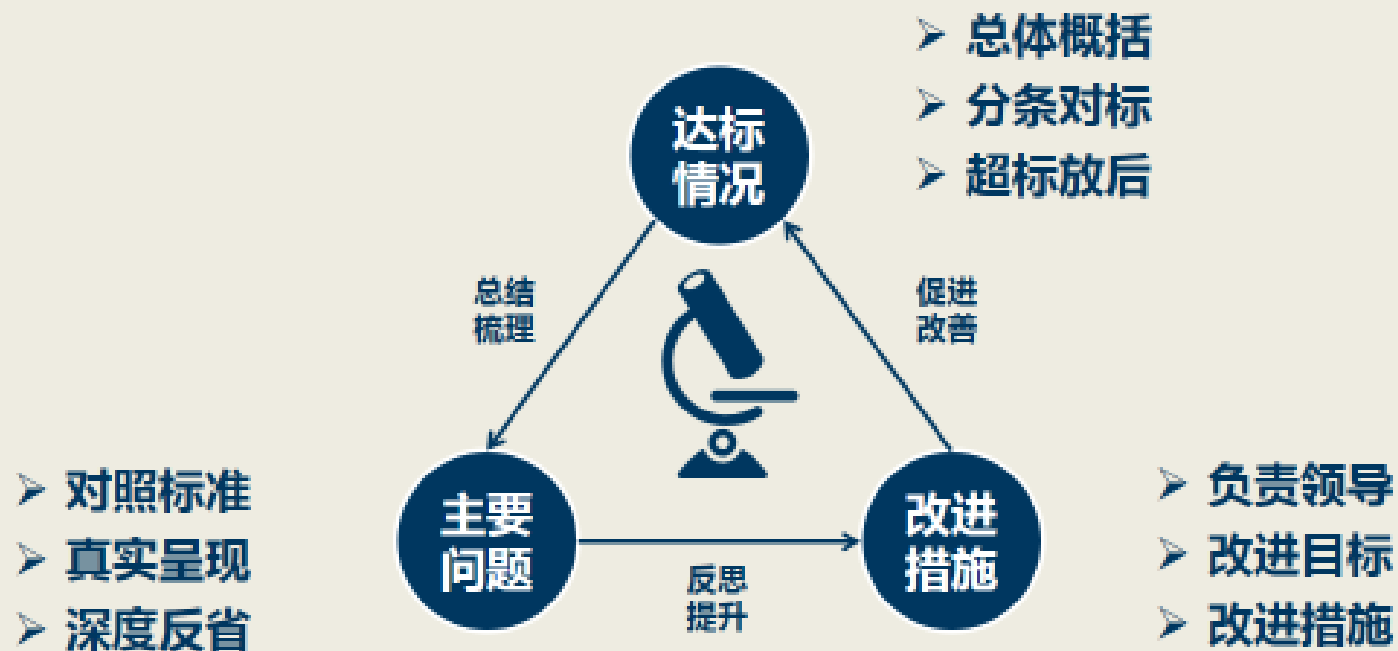 总体概括
分条对标
超标放后
达标
情况
总结
梳理
促进
改善
对照标准
真实呈现
深度反省
主要
问题
反思
提升
改进
措施
负责领导
改进目标
改进措施